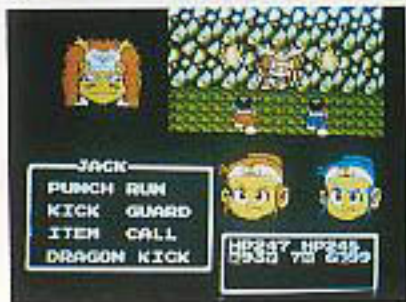 JACK
PUNCH RUN
KICK GUARD
ITEM CALL
DRAGON KICK
HP247 HP245